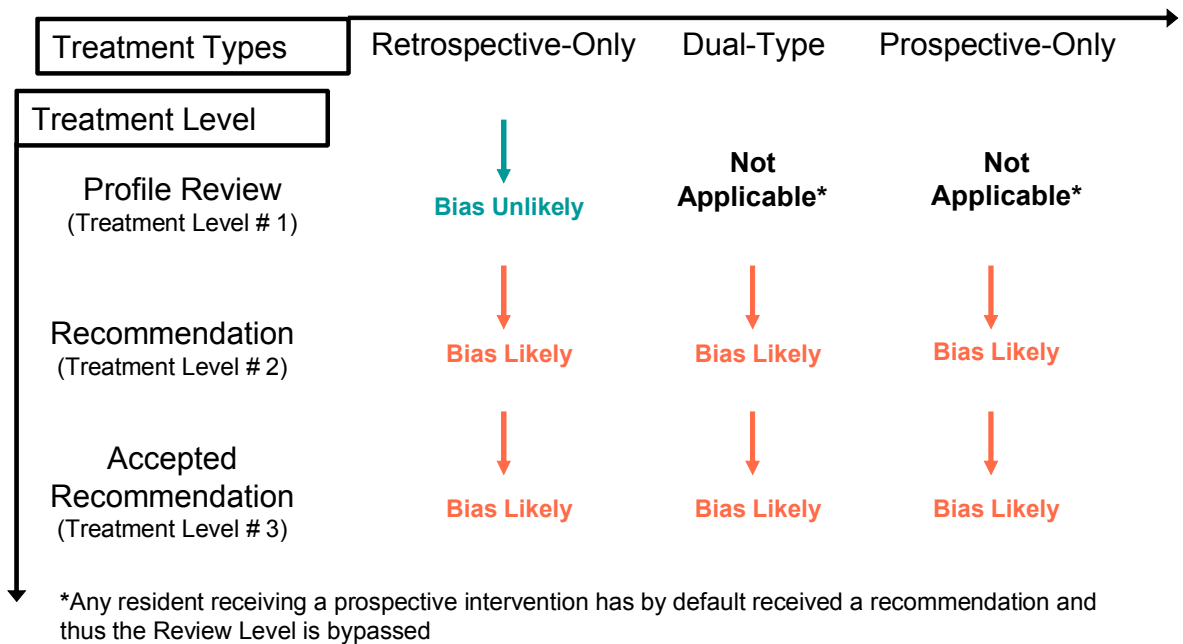 Treatment Types Retrospective-Only Dual-Type Prospective-Only
Treatment Level
Profile Review
(Treatment Level # 1)
Bias Unlikely
Not
Applicable*
Not
Applicable*
Recommendation
(Treatment Level # 2)
Bias Likely Bias Likely Bias Likely
Accepted
Recommendation
(Treatment Level # 3)
Bias Likely Bias Likely Bias Likely
*Any resident receiving a prospective intervention has by default received a recommendation and
thus the Review Level is bypassed